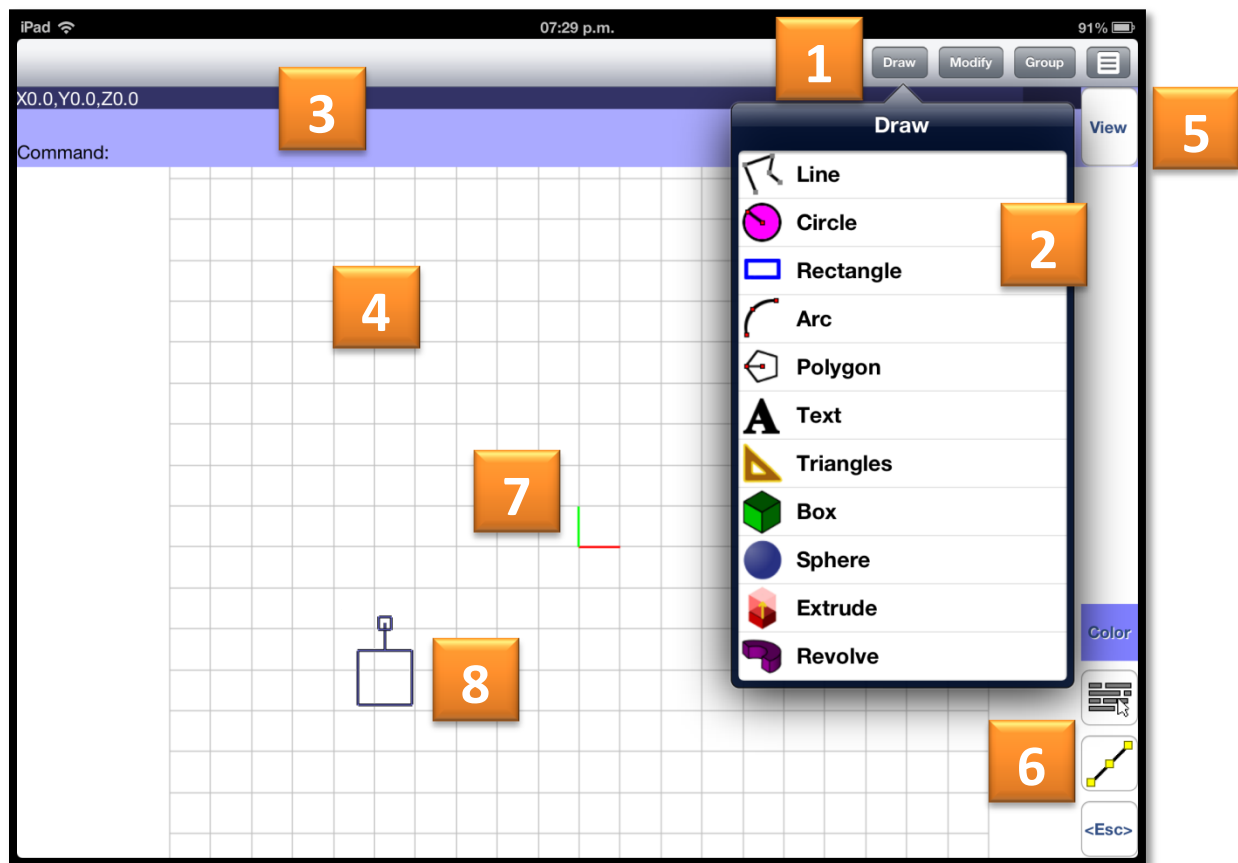 iPad 07:29 p.m. 91%
1
Draw Modify Group
X0.0,Y0.0,Z0.0
3
Command:
Draw
View
5
Line
Circle
2
Rectangle
4
Arc
Polygon
Text
Triangles
7
Box
Sphere
Extrude
Color
Revolve
8
6
<Esc>